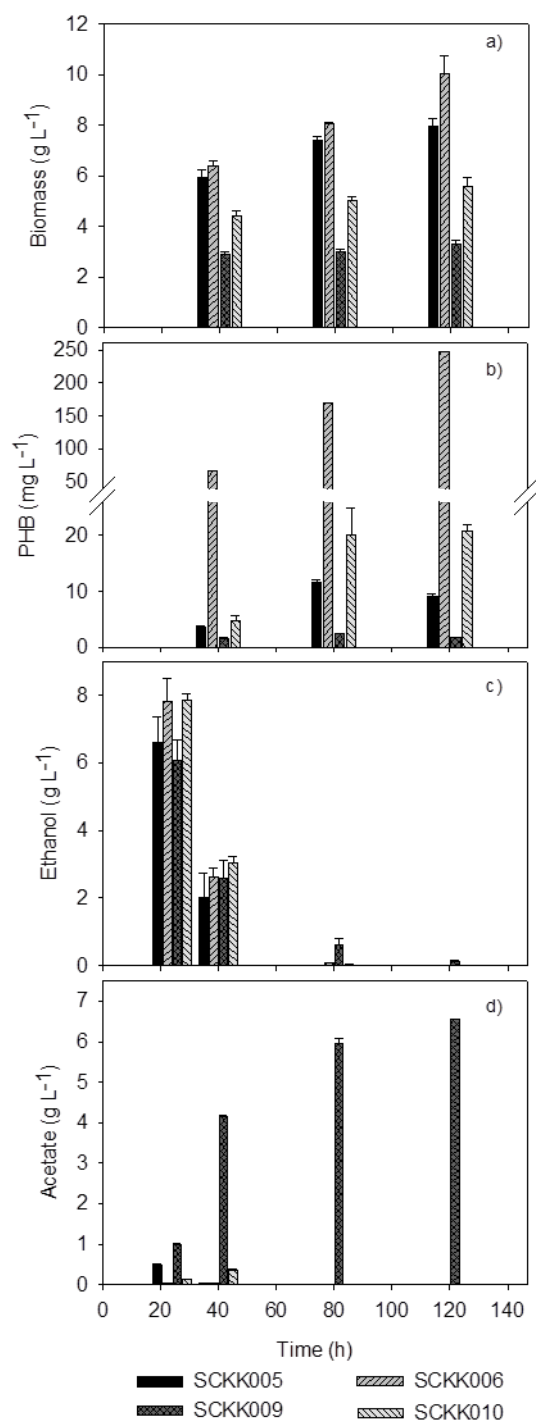 a)
Biomass (g L⁻¹)
12
10
8
6
4
2
0
b)
PHB (mg L⁻¹)
250
200
150
100
50
20
10
0
c)
Ethanol (g L⁻¹)
8
6
4
2
0
d)
Acetate (g L⁻¹)
7
6
5
4
3
2
1
0
0 20 40 60 80 100 120 140
Time (h)
SCKK005 SCKK006
SCKK009 SCKK010